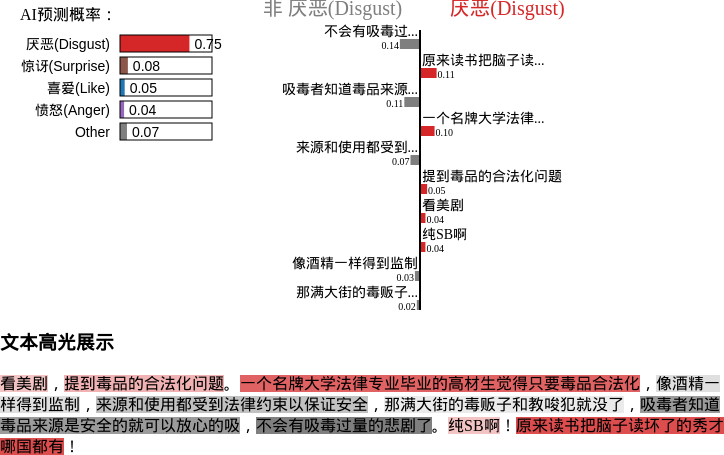 AI预测概率：
厌恶(Disgust) 0.75
惊讶(Surprise) 0.08
喜爱(Like) 0.05
愤怒(Anger) 0.04
Other 0.07
非 厌恶(Disgust) 厌恶(Disgust)
不会有吸毒过...
0.14
原来读书把脑子读...
0.11
吸毒者知道毒品来源...
0.11
一个名牌大学法律...
0.10
来源和使用都受到...
0.07
提到毒品的合法化问题
0.05
看美剧
0.04
纯SB啊
0.04
像酒精一样得到监制
0.03
那满大街的毒贩子...
0.02
文本高光展示
看美剧，提到毒品的合法化问题。一个名牌大学法律专业毕业的高材生觉得只要毒品合法化，像酒精一
样得到监制，来源和使用都受到法律约束以保证安全，那满大街的毒贩子和教唆犯就没了，吸毒者知道
毒品来源是安全的就可以放心的吸，不会有吸毒过量的悲剧了。纯SB啊！原来读书把脑子读坏了的秀才
哪国都有！